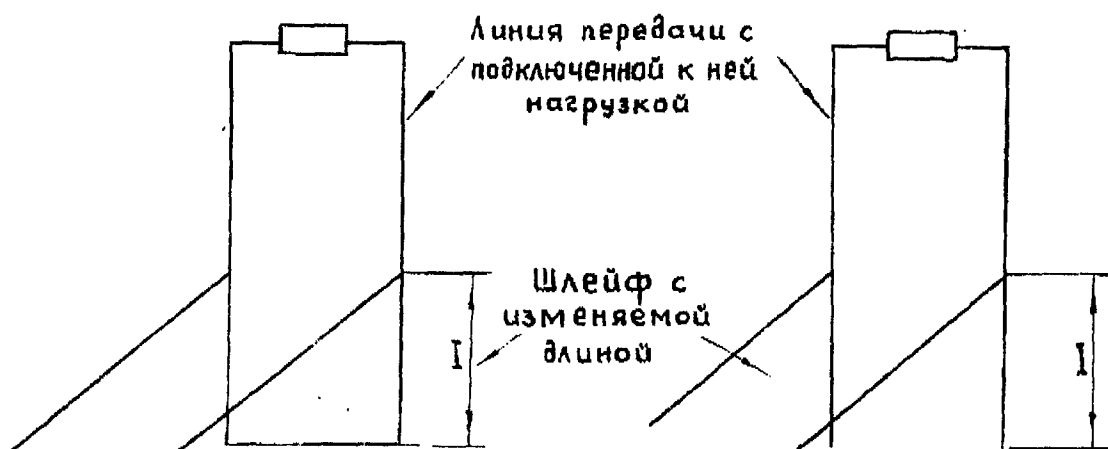 Линия передачи с
подключенной к ней
нагрузкой
Шлейф с
изменяемой
длиной
I
I